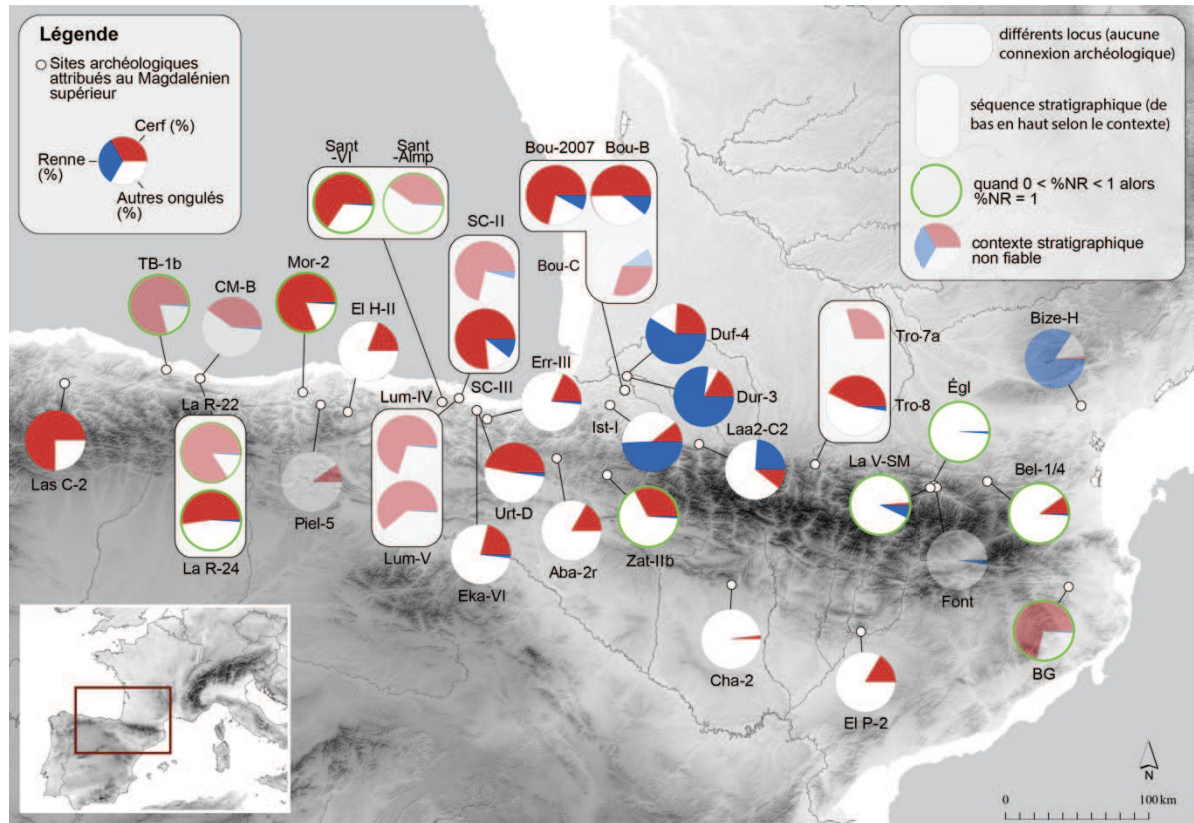 Légende
Sites archéologiques
attribués au Magdalénien
supérieur
Cerf (%)
Renne
(%)
Autres ongulés
(%)
différents locus (aucune
connexion archéologique)
séquence stratigraphique (de
bas en haut selon le contexte)
quand 0 < %NR < 1 alors
%NR = 1
contexte stratigraphique
non fiable
Sant
-VI
Sant
-AImp
Bou-2007
Bou-B
Bou-C
SC-II
SC-III
TB-1b
CM-B
Mor-2
El H-II
Err-III
Duf-4
Dur-3
Tro-7a
Tro-8
Bize-H
Égl
Las C-2
La R-22
La R-24
Piel-5
Lum-IV
Lum-V
Ist-I
Laa2-C2
La V-SM
Bel-1/4
Urt-D
Eka-VI
Aba-2r
Zat-IIb
Font
Cha-2
El P-2
BG
N
0
100 km